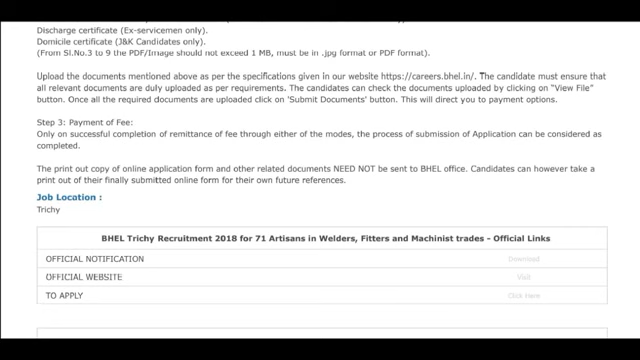 Discharge certificate (Ex-servicemen only).
Domicile certificate (J&K Candidates only).
(From Sl.No.3 to 9 the PDF/Image should not exceed 1 MB, must be in .jpg format or PDF format).
Upload the documents mentioned above as per the specifications given in our website https://careers.bhel.in/. The candidate must ensure that
all relevant documents are duly uploaded as per requirements. The candidates can check the documents uploaded by clicking on "View File"
button. Once all the required documents are uploaded click on 'Submit Documents' button. This will direct you to payment options.
Step 3: Payment of Fee:
Only on successful completion of remittance of fee through either of the modes, the process of submission of Application can be considered as
completed.
The print out copy of online application form and other related documents NEED NOT be sent to BHEL office. Candidates can however take a
print out of their finally submitted online form for their own future references.
Job Location :
Trichy
BHEL Trichy Recruitment 2018 for 71 Artisans in Welders, Fitters and Machinist trades - Official Links
OFFICIAL NOTIFICATION Download
OFFICIAL WEBSITE Visit
TO APPLY Click Here